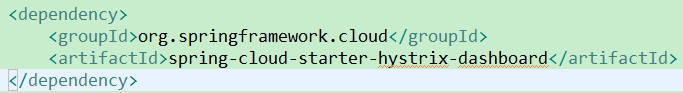 <dependency>
<groupId>org.springframework.cloud</groupId>
<artifactId>spring-cloud-starter-hystrix-dashboard</artifactId>
</dependency>